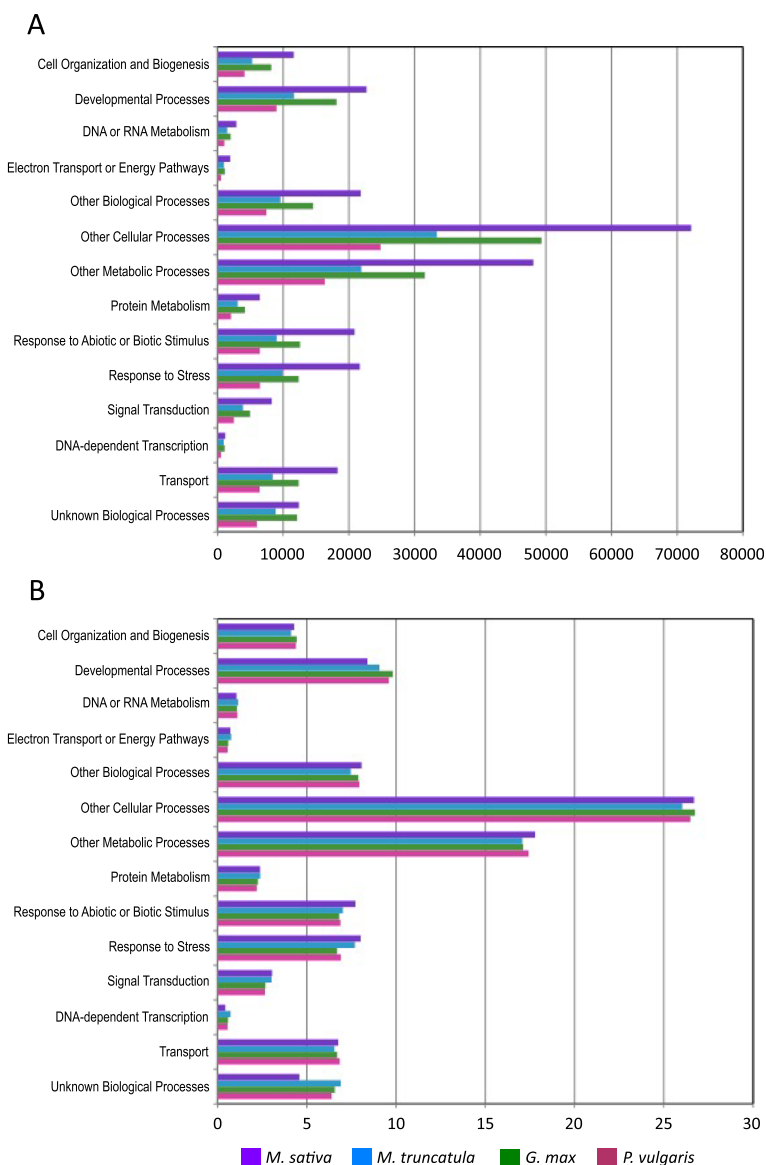 A
Cell Organization and Biogenesis
Developmental Processes
DNA or RNA Metabolism
Electron Transport or Energy Pathways
Other Biological Processes
Other Cellular Processes
Other Metabolic Processes
Protein Metabolism
Response to Abiotic or Biotic Stimulus
Response to Stress
Signal Transduction
DNA-dependent Transcription
Transport
Unknown Biological Processes
0 10000 20000 30000 40000 50000 60000 70000 80000
B
Cell Organization and Biogenesis
Developmental Processes
DNA or RNA Metabolism
Electron Transport or Energy Pathways
Other Biological Processes
Other Cellular Processes
Other Metabolic Processes
Protein Metabolism
Response to Abiotic or Biotic Stimulus
Response to Stress
Signal Transduction
DNA-dependent Transcription
Transport
Unknown Biological Processes
0 5 10 15 20 25 30
M. sativa M. truncatula G. max P. vulgaris